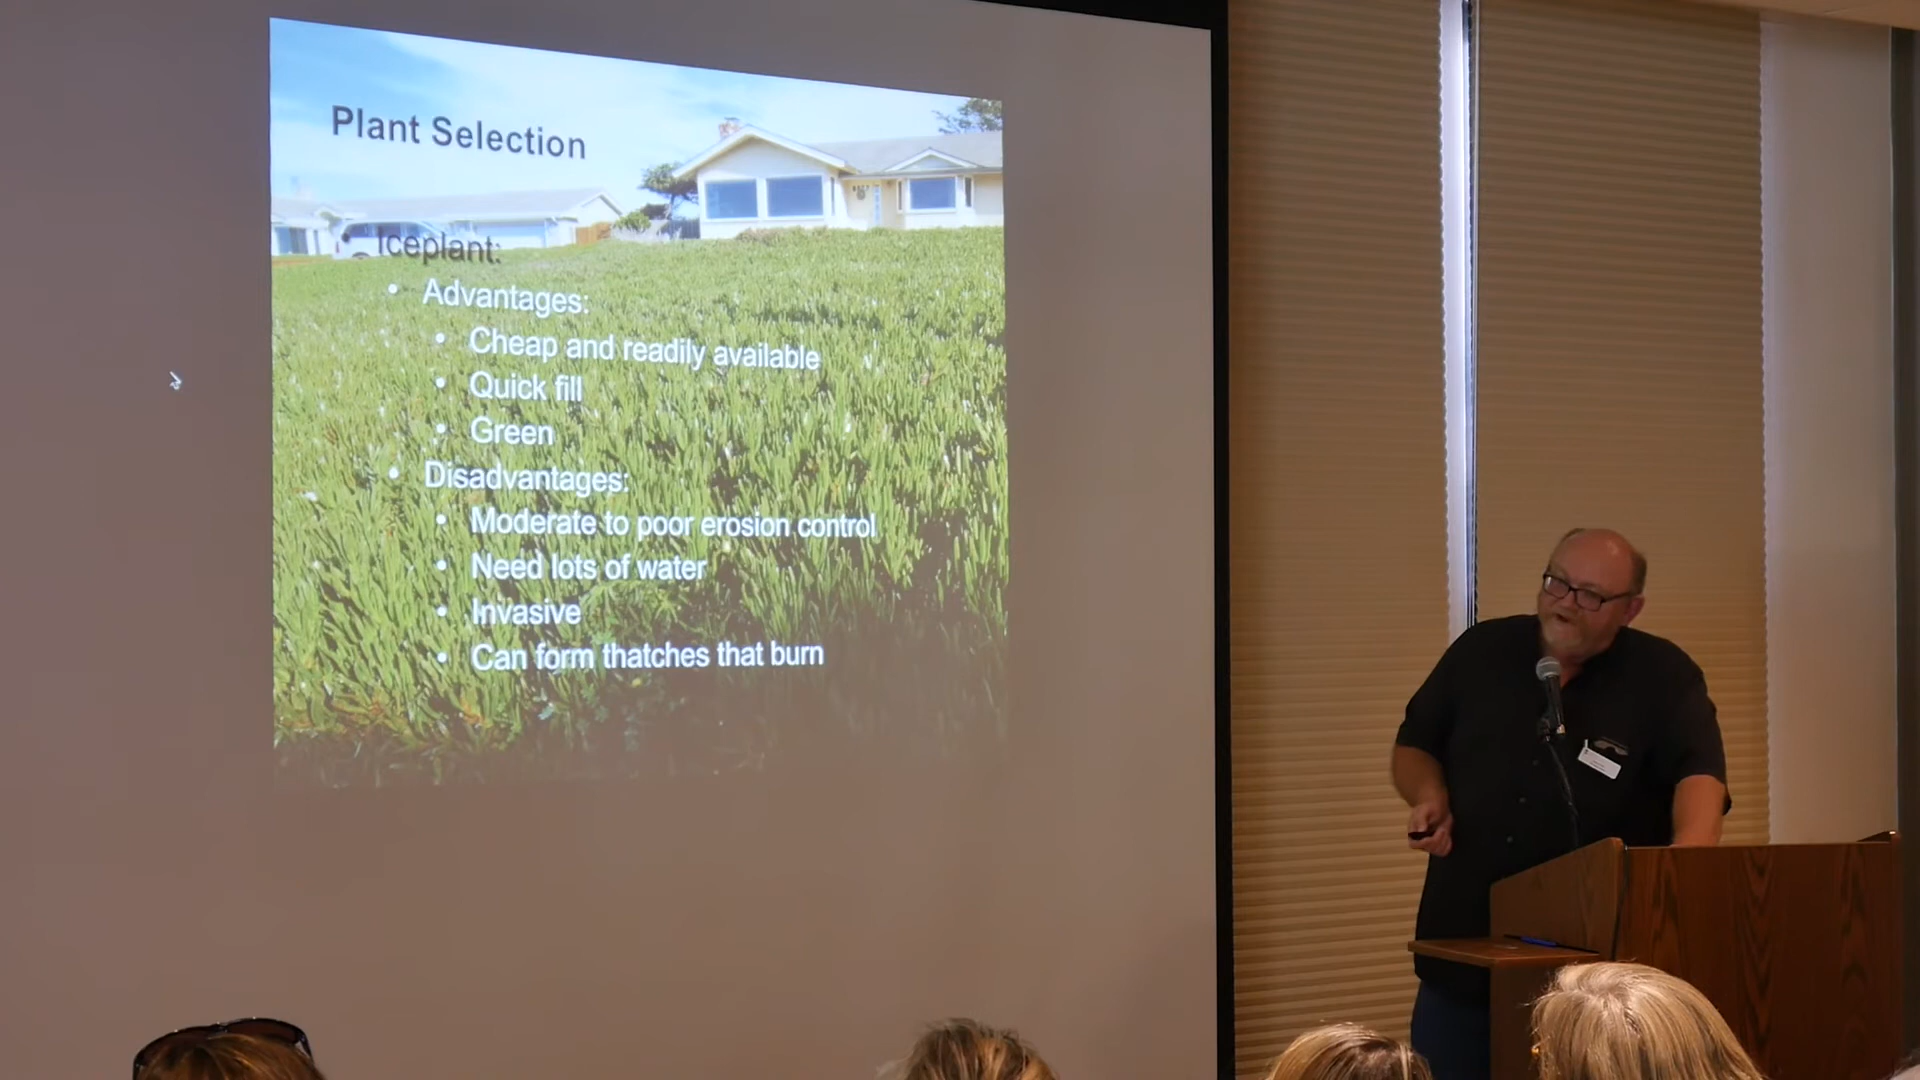 Plant Selection
• Iceplant:
• Advantages:
• Cheap and readily available
• Quick fill
• Green
• Disadvantages:
• Moderate to poor erosion control
• Need lots of water
• Invasive
• Can form thatches that burn